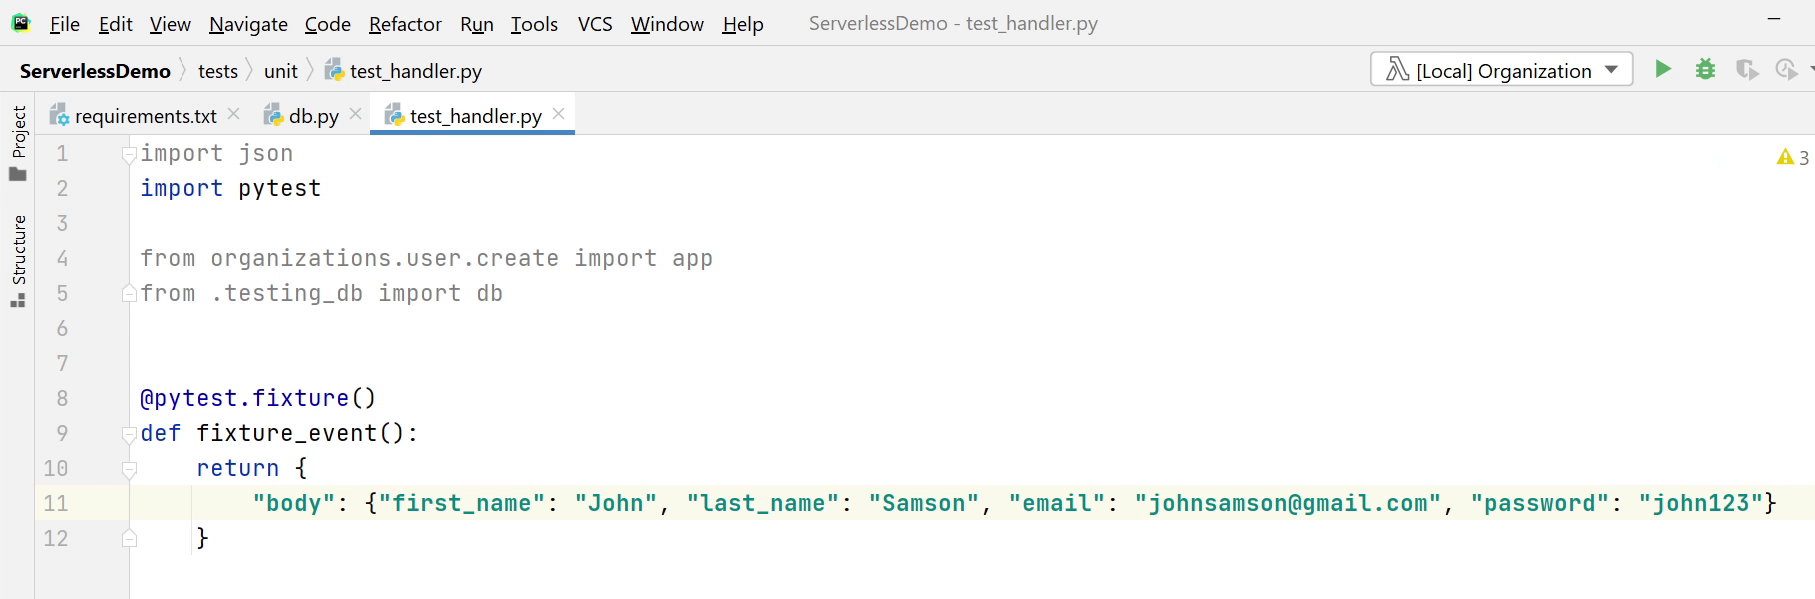 PC File Edit View Navigate Code Refactor Run Tools VCS Window Help ServerlessDemo - test_handler.py
ServerlessDemo tests unit test_handler.py [Local] Organization
requirements.txt db.py test_handler.py
Project
Structure
3
1 import json
2 import pytest
3
4 from organizations.user.create import app
5 from .testing_db import db
6
7
8 @pytest.fixture()
9 def fixture_event():
10 return {
11 "body": {"first_name": "John", "last_name": "Samson", "email": "johnsamson@gmail.com", "password": "john123"}
12 }